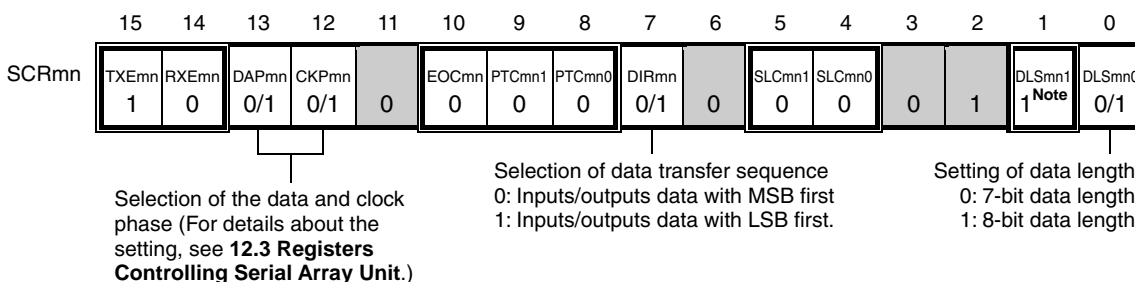 15 14 13 12 11 10 9 8 7 6 5 4 3 2 1 0
SCRmn
TXEmn RXEmn DAPmn CKPmn EOCmn PTCmn1 PTCmn0 DIRmn SLCmn1 SLCmn0 DLSmn1 DLSmn0
1 0 0/1 0/1 0 0 0 0 0/1 0 0 0 0 1 1 Note 0/1
Selection of the data and clock
phase (For details about the
setting, see 12.3 Registers
Controlling Serial Array Unit.)
Selection of data transfer sequence
0: Inputs/outputs data with MSB first
1: Inputs/outputs data with LSB first.
Setting of data length
0: 7-bit data length
1: 8-bit data length